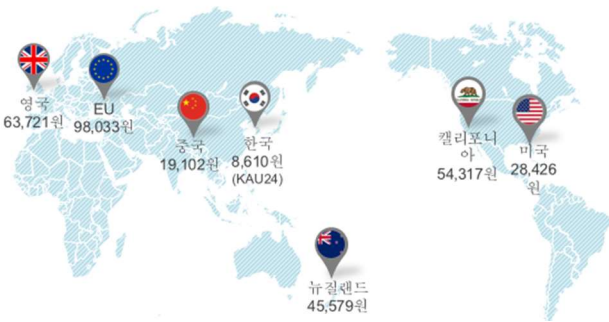 영국
63,721원
EU
98,033원
중국
19,102원
한국
8,610원
(KAU24)
캘리포니
아
54,317원
미국
28,426
원
뉴질랜드
45,579원